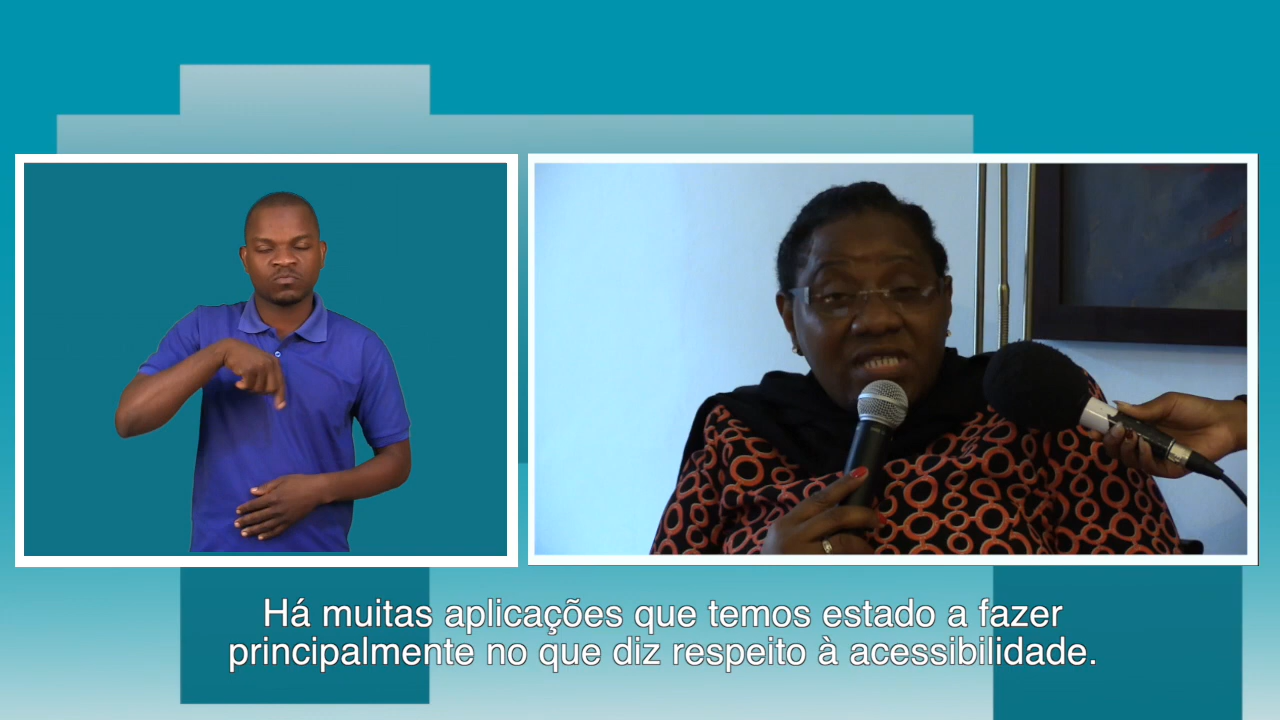 Há muitas aplicações que temos estado a fazer
principalmente no que diz respeito à acessibilidade.